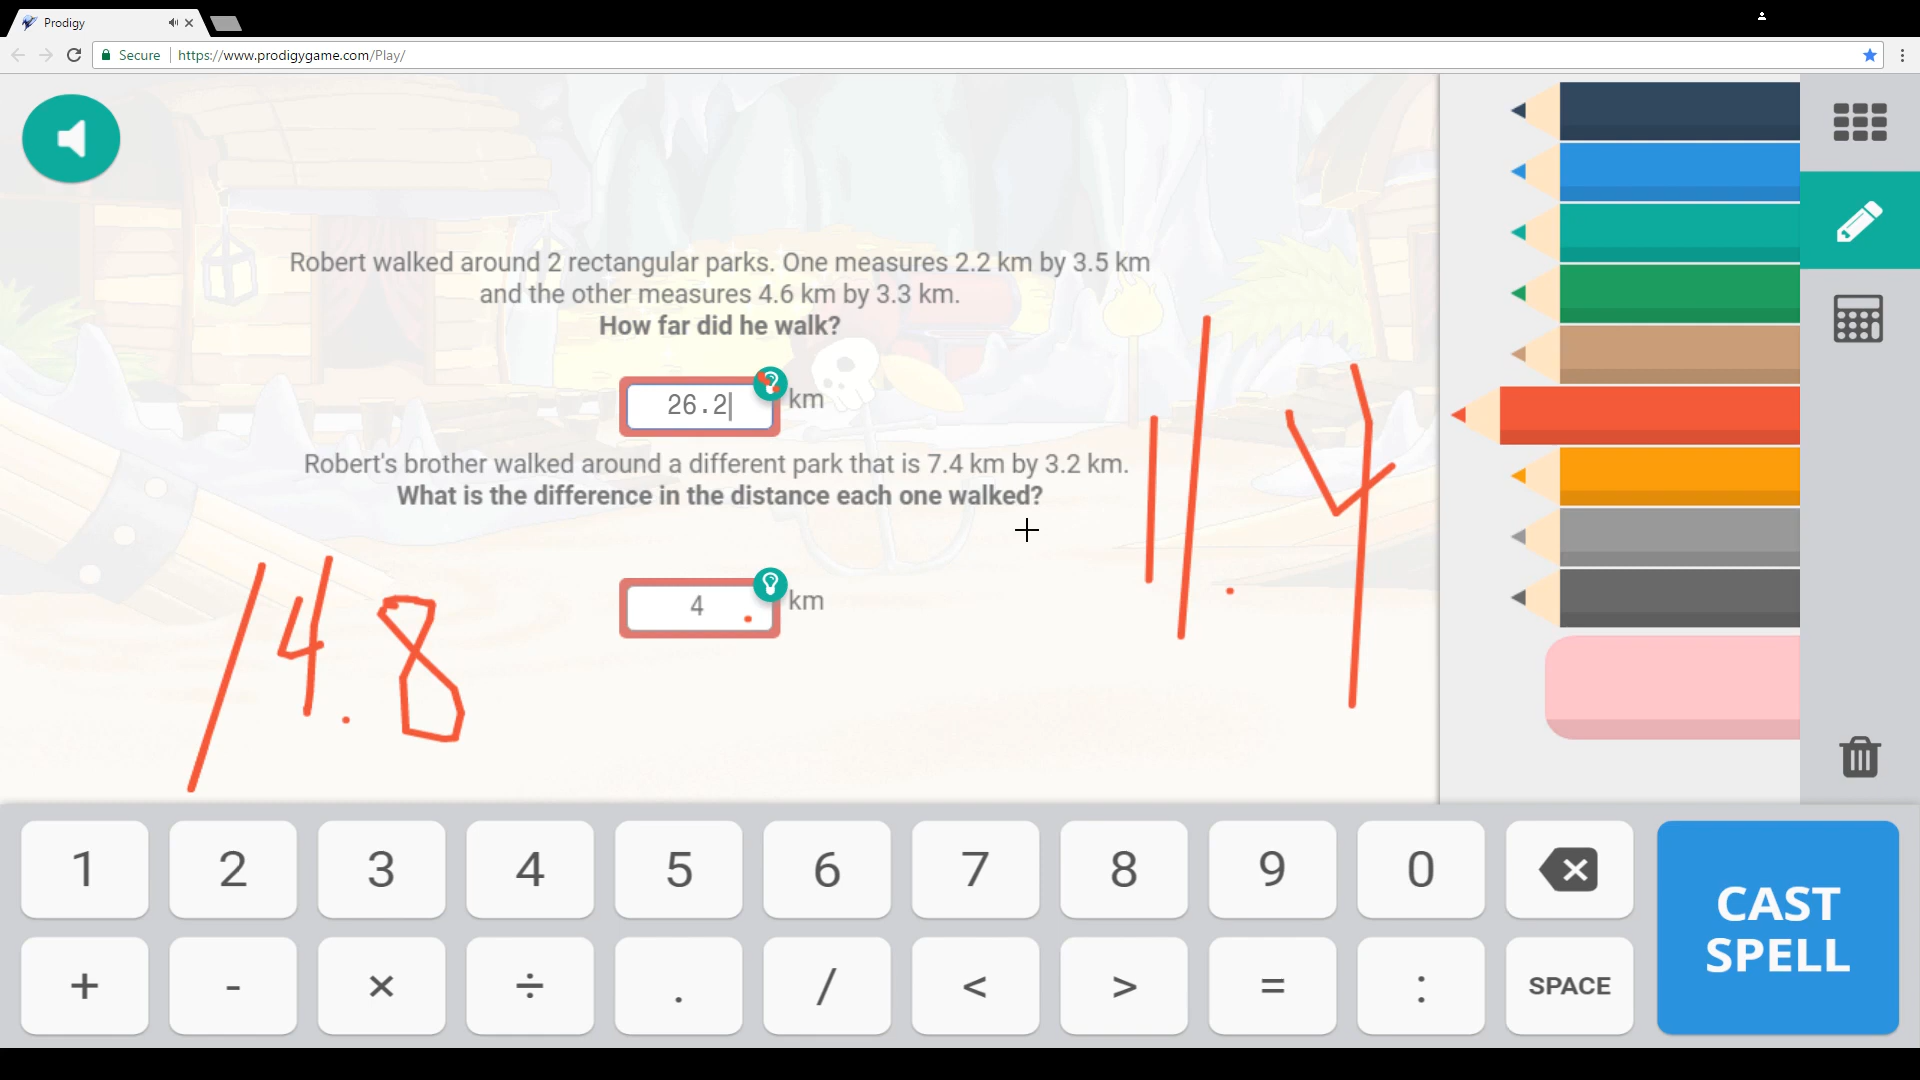 Prodigy
Secure https://www.prodigygame.com/Play/
Robert walked around 2 rectangular parks. One measures 2.2 km by 3.5 km
and the other measures 4.6 km by 3.3 km.
How far did he walk?
26.2 km
Robert's brother walked around a different park that is 7.4 km by 3.2 km.
What is the difference in the distance each one walked?
4 km
14.8
11.4
1 2 3 4 5 6 7 8 9 0
+ - × ÷ . / < > = : SPACE
CAST
SPELL